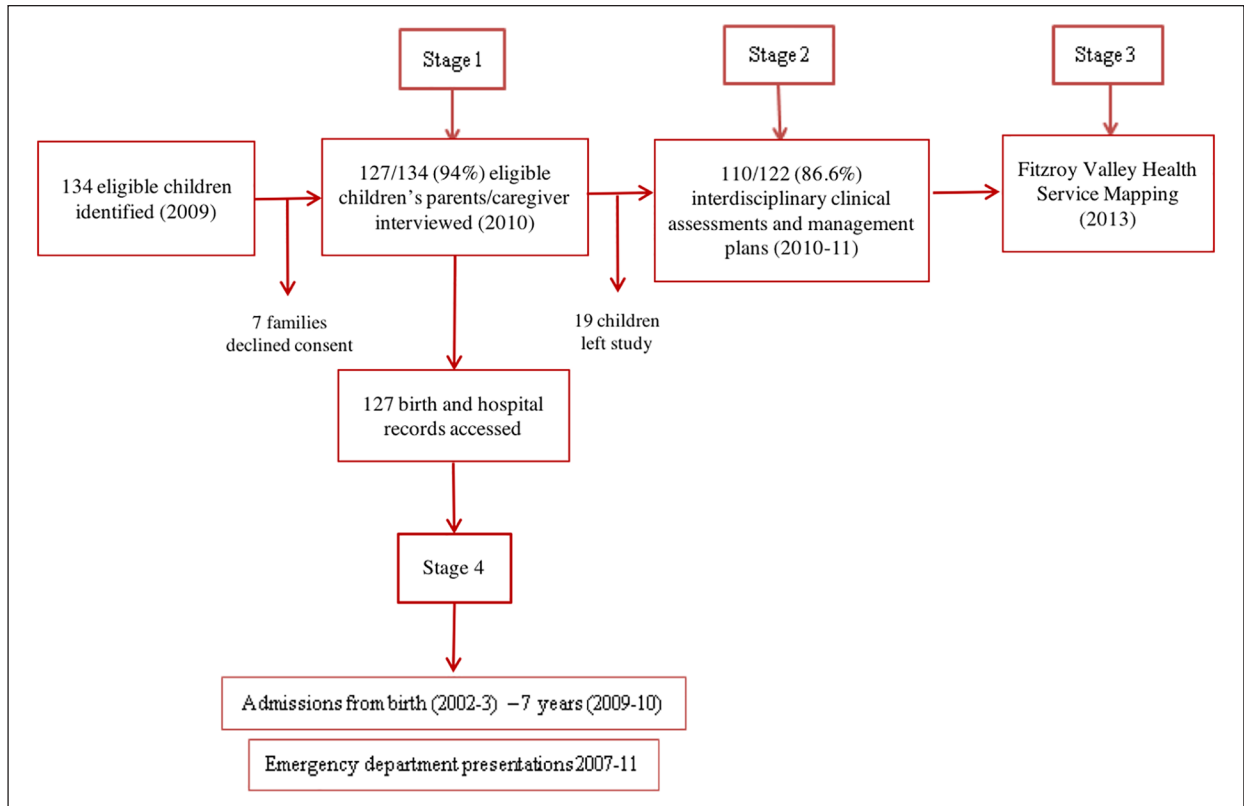 Stage 1
Stage 2
Stage 3
134 eligible children
identified (2009)
127/134 (94%) eligible
children's parents/caregiver
interviewed (2010)
110/122 (86.6%)
interdisciplinary clinical
assessments and management
plans (2010-11)
Fitzroy Valley Health
Service Mapping
(2013)
7 families
declined consent
19 children
left study
127 birth and hospital
records accessed
Stage 4
Admissions from birth (2002-3) –7 years (2009-10)
Emergency department presentations 2007-11